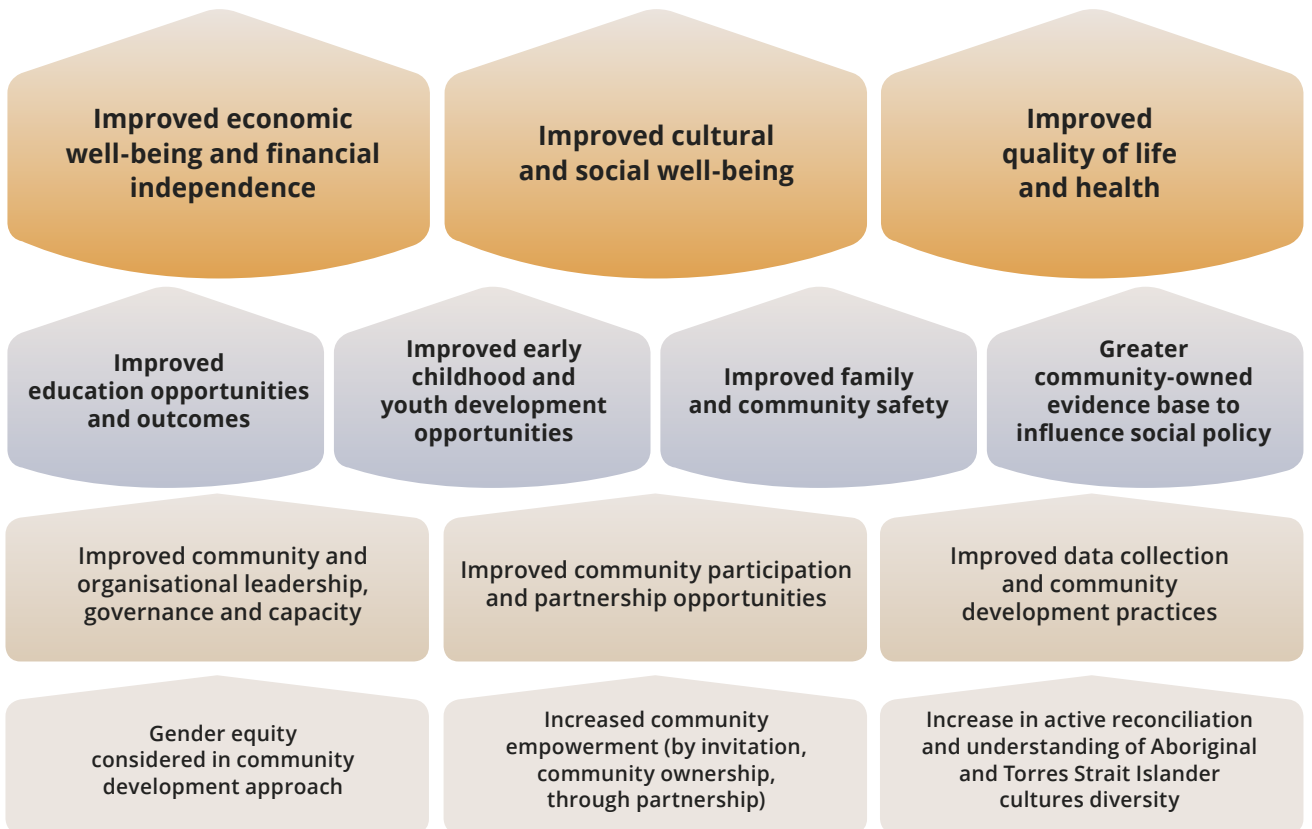 Improved economic
well-being and financial
independence
Improved cultural
and social well-being
Improved
quality of life
and health
Improved
education opportunities
and outcomes
Improved early
childhood and
youth development
opportunities
Improved family
and community safety
Greater
community-owned
evidence base to
influence social policy
Improved community and
organisational leadership,
governance and capacity
Improved community participation
and partnership opportunities
Improved data collection
and community
development practices
Gender equity
considered in community
development approach
Increased community
empowerment (by invitation,
community ownership,
through partnership)
Increase in active reconciliation
and understanding of Aboriginal
and Torres Strait Islander
cultures diversity